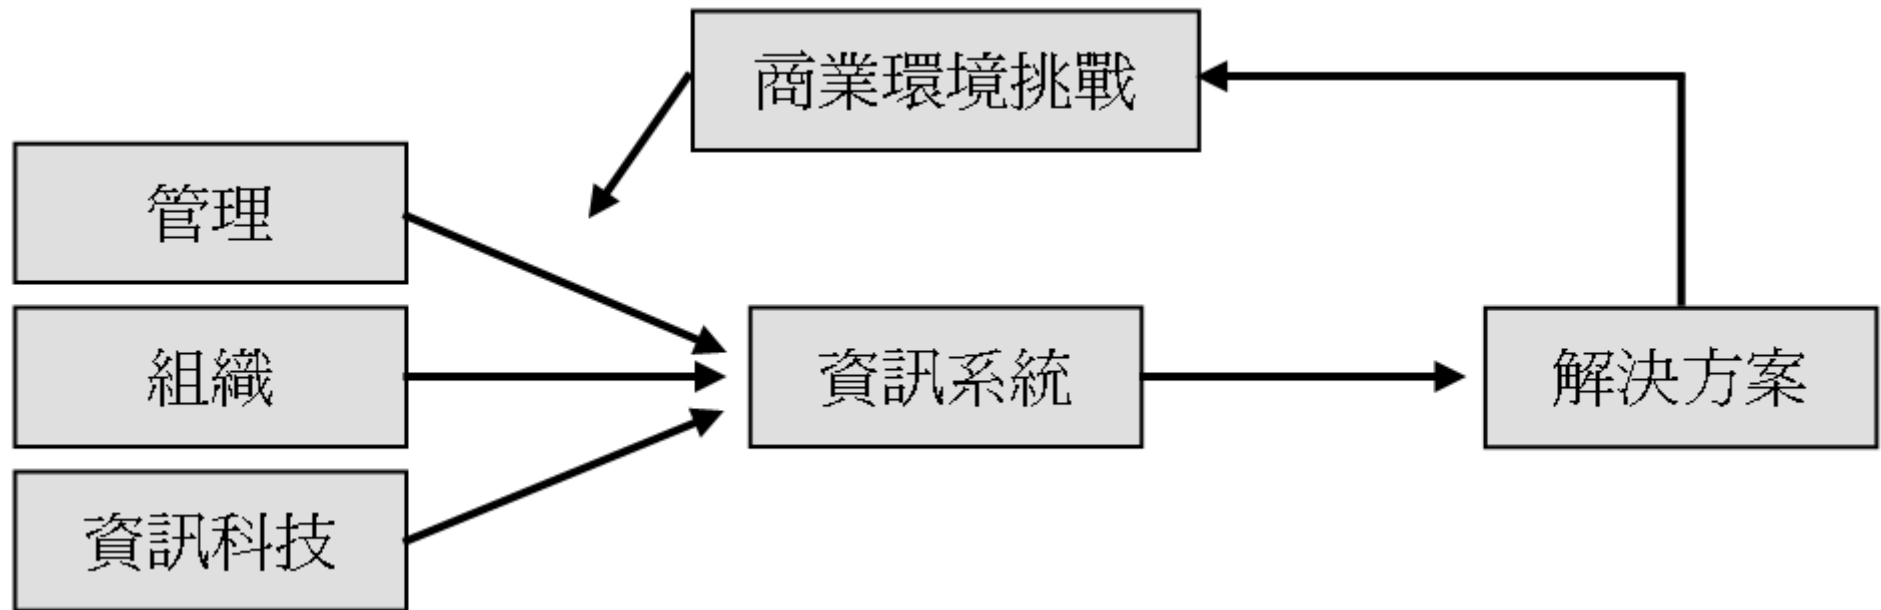 商業環境挑戰
管理
組織
資訊系統
解決方案
資訊科技